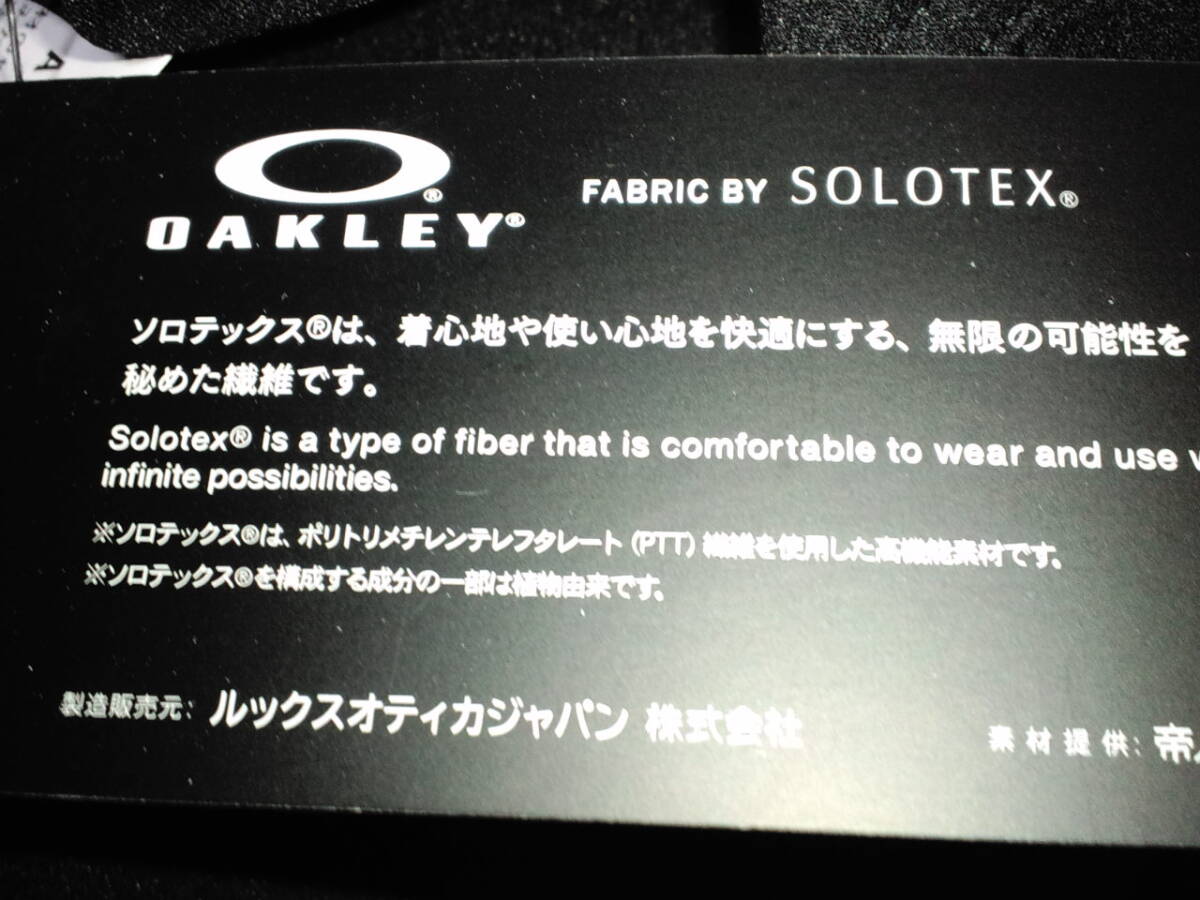 OAKLEY®
FABRIC BY SOLOTEX®
ソロテックス®は、着心地や使い心地を快適にする、無限の可能性を
秘めた繊維です。
Solotex® is a type of fiber that is comfortable to wear and use
infinite possibilities.
※ソロテックス®は、ポリトリメチレンテレフタレート(PTT)繊維を使用した高機能素材です。
※ソロテックス®を構成する成分の一部は植物由来です。
製造販売元: ルックスオティカジャパン 株式会社
素材提供: 帝